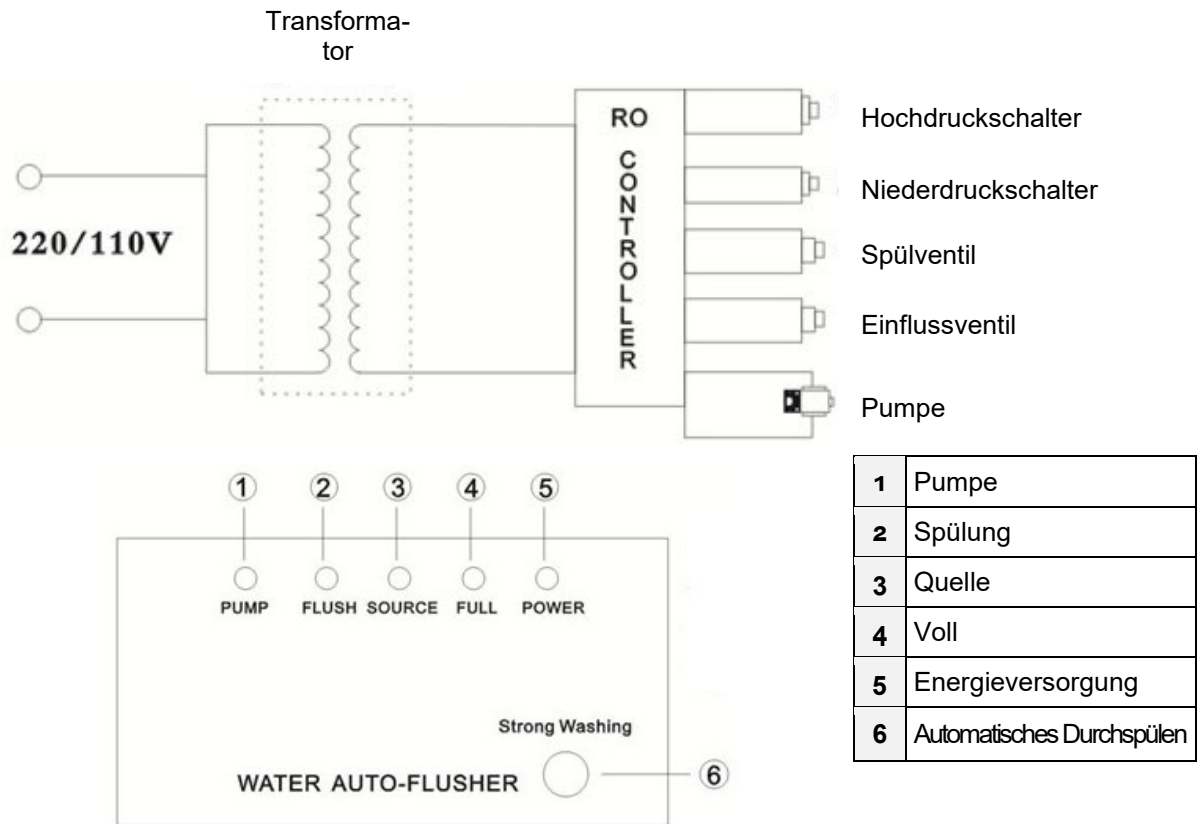 Transforma-
tor
RO
CONTROLLER
Hochdruckschalter
Niederdruckschalter
220/110V
Spülventil
Einflussventil
Pumpe
① ② ③ ④ ⑤
PUMP FLUSH SOURCE FULL POWER
Strong Washing
WATER AUTO-FLUSHER ⑥
1 Pumpe
2 Spülung
3 Quelle
4 Voll
5 Energieversorgung
6 Automatisches Durchspülen